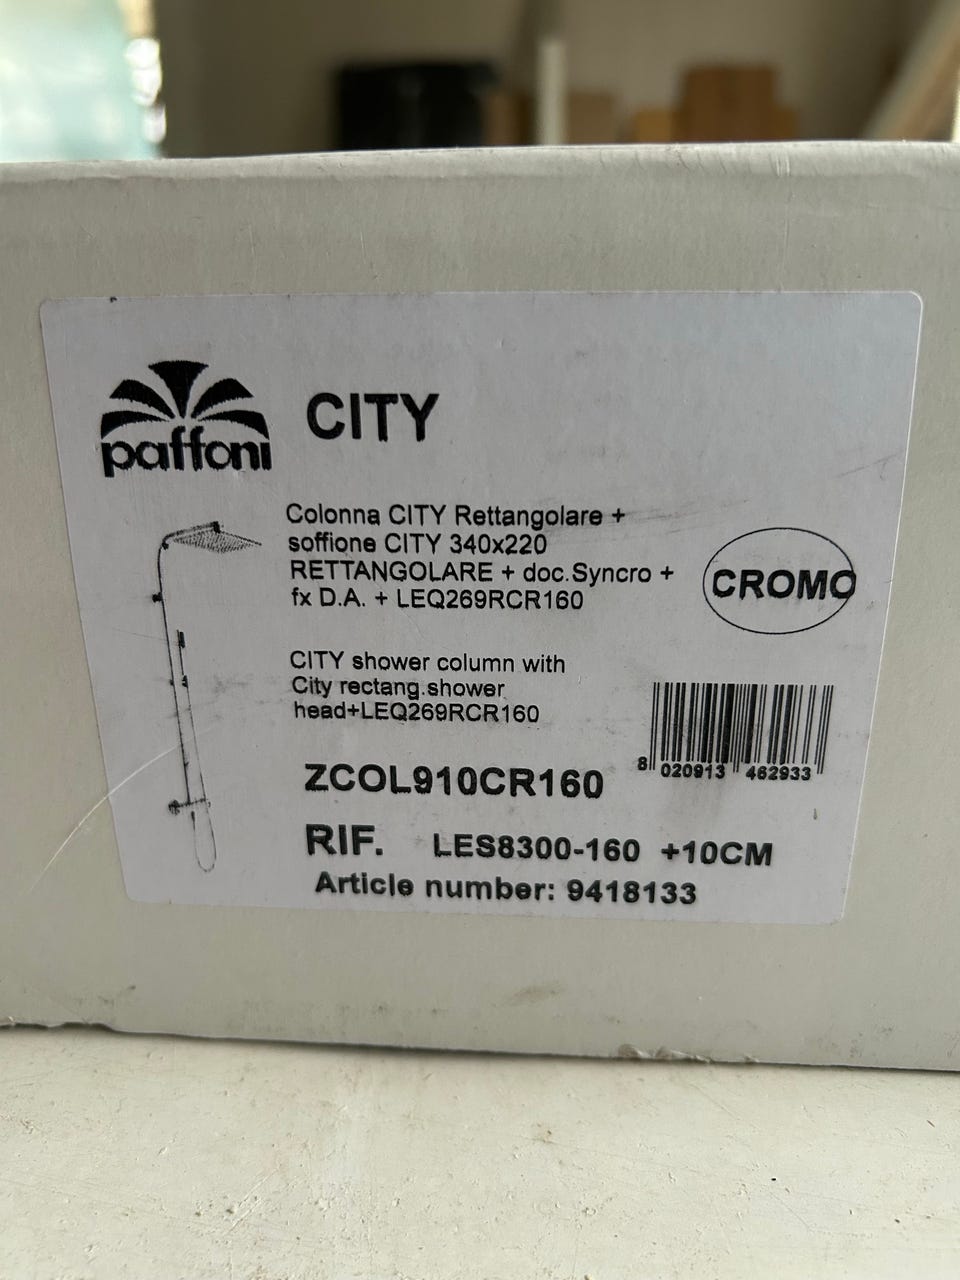 paffoni
CITY
Colonna CITY Rettangolare +
soffione CITY 340x220
RETTANGOLARE + doc.Syncro +
fx D.A. + LEQ269RCR160
CROMO
CITY shower column with
City rectang.shower
head+LEQ269RCR160
8 020913 462933
ZCOL910CR160
RIF. LES8300-160 +10CM
Article number: 9418133